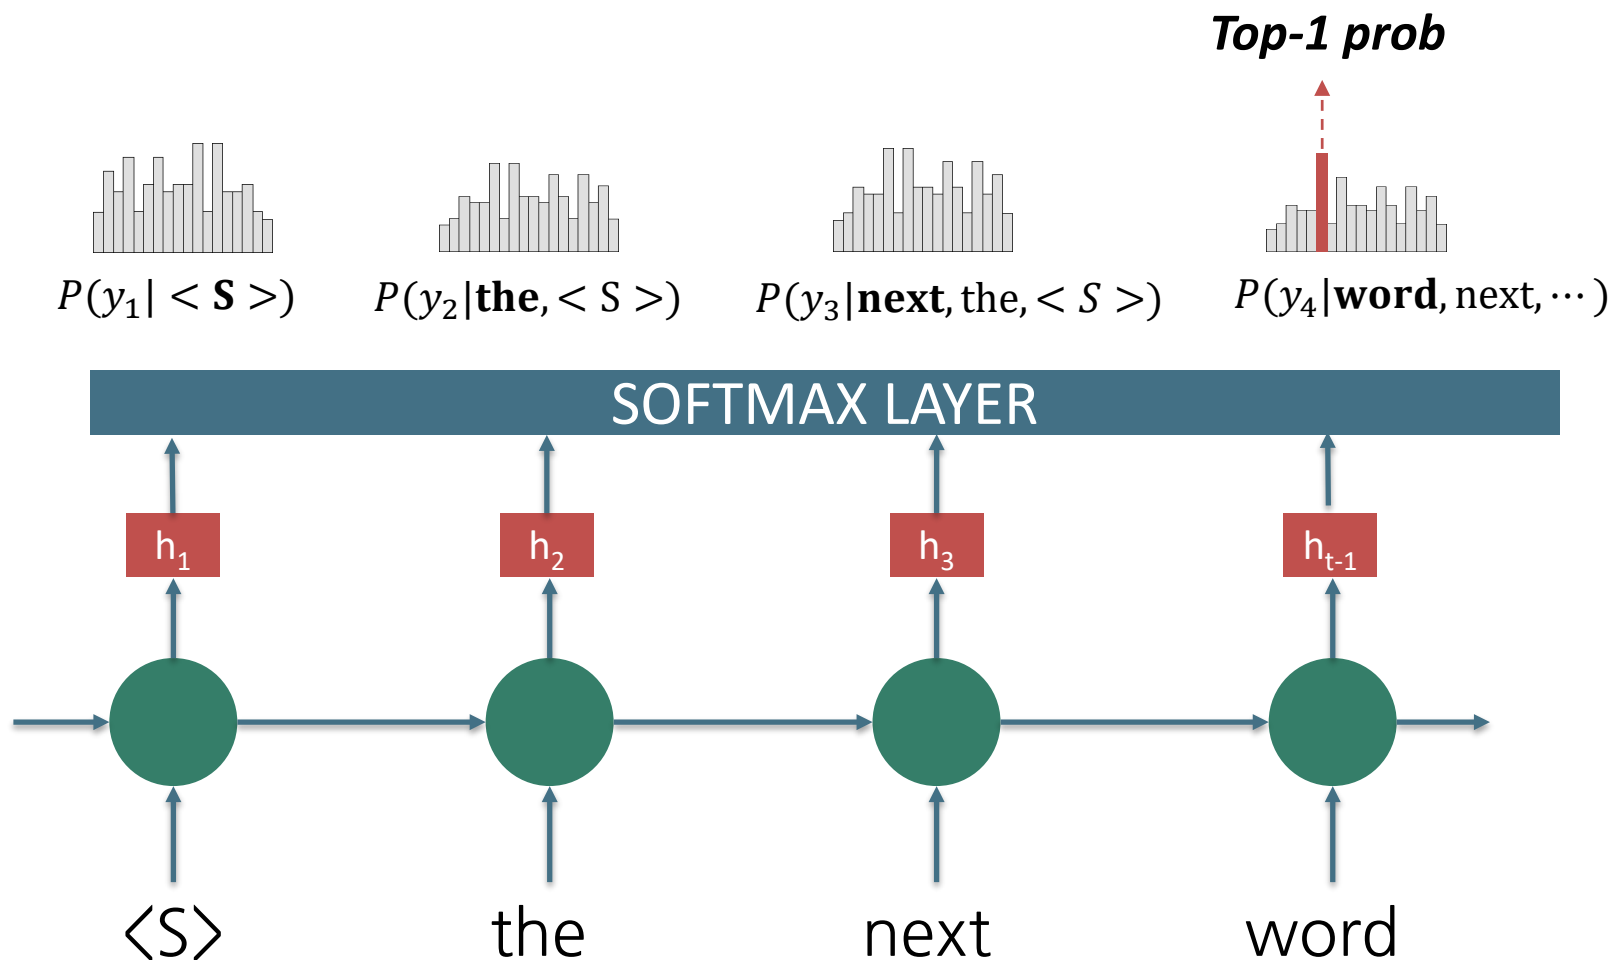 Top-1 prob
P(y₁| < S >)
P(y₂|the, < S >)
P(y₃|next, the, < S >)
P(y₄|word, next, ⋯ )
SOFTMAX LAYER
h₁
h₂
h₃
hₜ₋₁
<S>
the
next
word